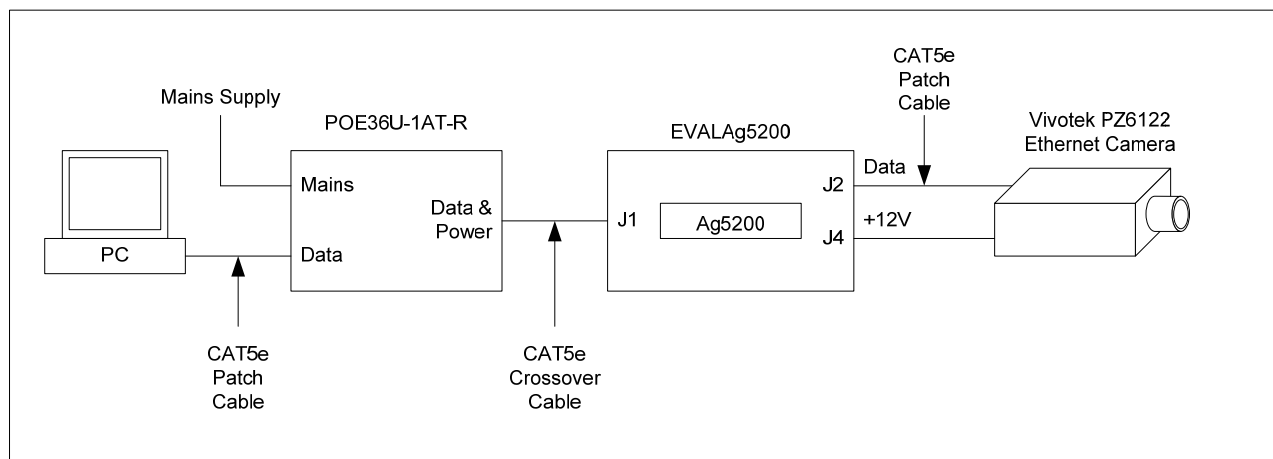 CAT5e
Patch
Cable
Mains Supply
POE36U-1AT-R
EVALAg5200
Vivotek PZ6122
Ethernet Camera
Data
J2
Mains
Data &
Power
J1
Ag5200
+12V
J4
PC
Data
CAT5e
Patch
Cable
CAT5e
Crossover
Cable